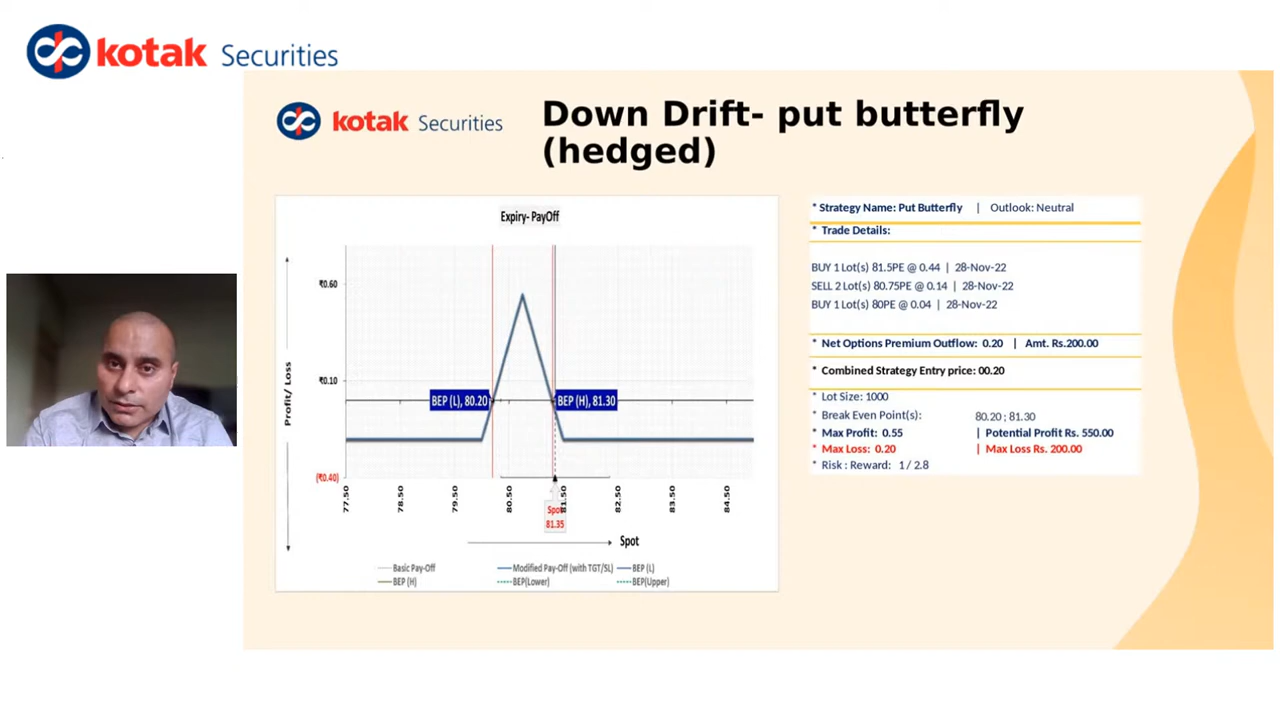 kotak Securities
kotak Securities
Down Drift- put butterfly
(hedged)
Expiry- PayOff
Profit/ Loss
₹0.60
₹0.10
(₹0.40)
BEP (L), 80.20
BEP (H), 81.30
77.50
78.50
79.50
80.50
81.50
82.50
83.50
84.50
Spot
81.35
Spot
Basic Pay-Off
Modified Pay-Off (with TGT/SL)
BEP (L)
BEP (H)
BEP(Lower)
BEP(Upper)
* Strategy Name: Put Butterfly | Outlook: Neutral
* Trade Details:
BUY 1 Lot(s) 81.5PE @ 0.44 | 28-Nov-22
SELL 2 Lot(s) 80.75PE @ 0.14 | 28-Nov-22
BUY 1 Lot(s) 80PE @ 0.04 | 28-Nov-22
* Net Options Premium Outflow: 0.20 | Amt. Rs.200.00
* Combined Strategy Entry price: 00.20
* Lot Size: 1000
* Break Even Point(s): 80.20 ; 81.30
* Max Profit: 0.55 | Potential Profit Rs. 550.00
* Max Loss: 0.20 | Max Loss Rs. 200.00
* Risk : Reward: 1 / 2.8